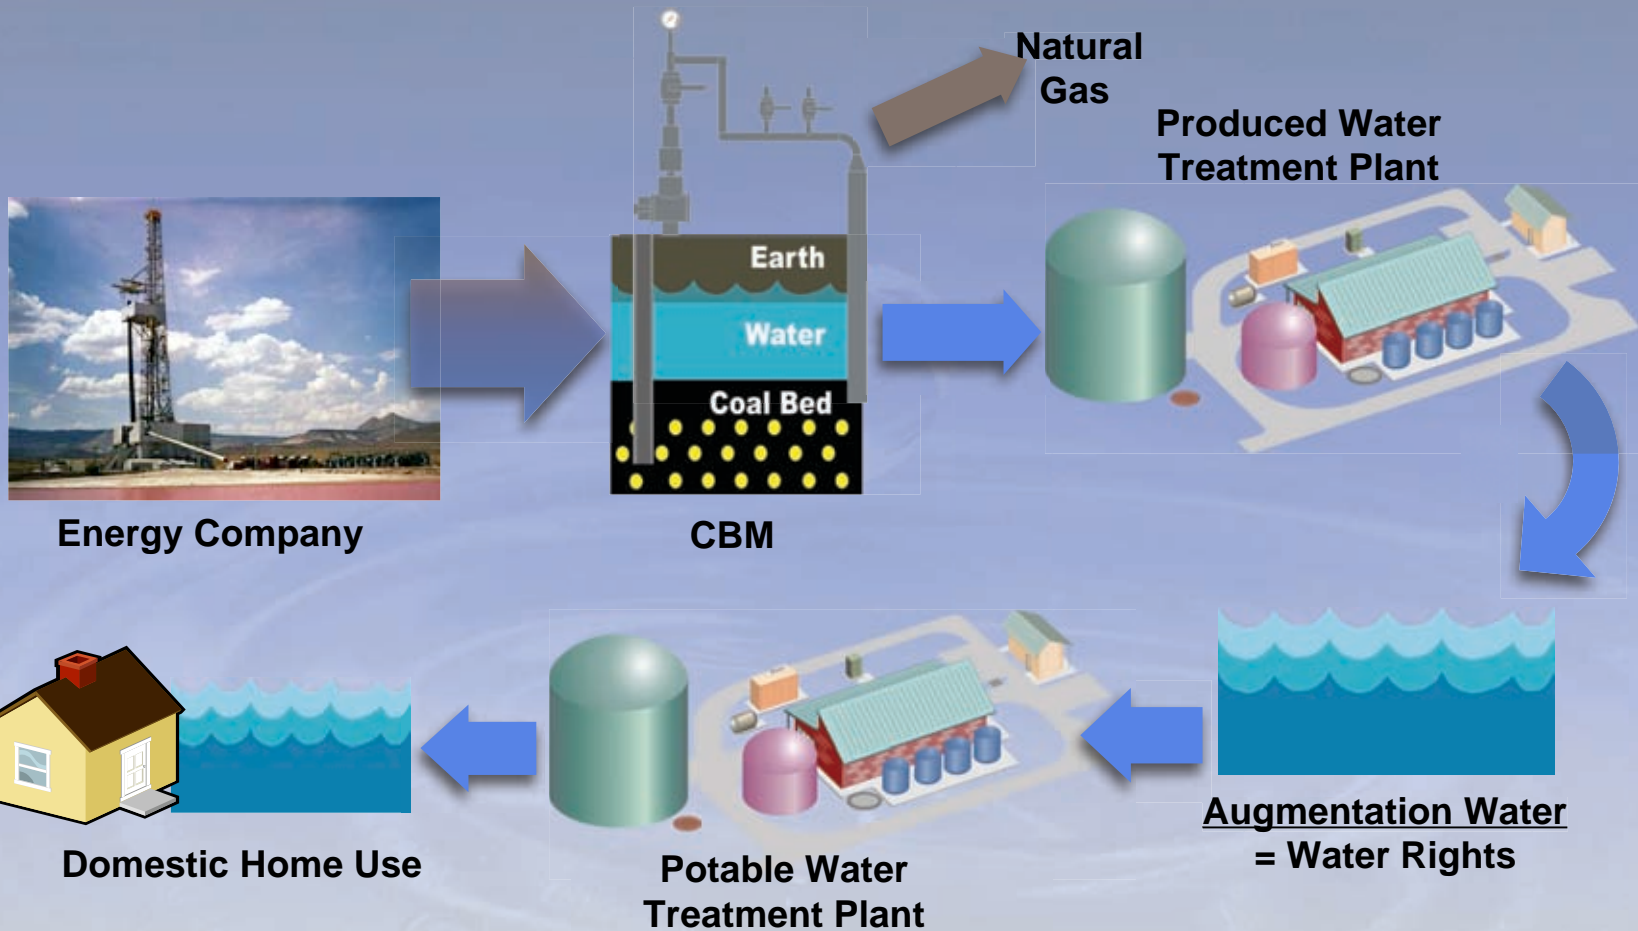 Natural
Gas
Produced Water
Treatment Plant
Earth
Water
Coal Bed
Energy Company
CBM
Augmentation Water
= Water Rights
Potable Water
Treatment Plant
Domestic Home Use